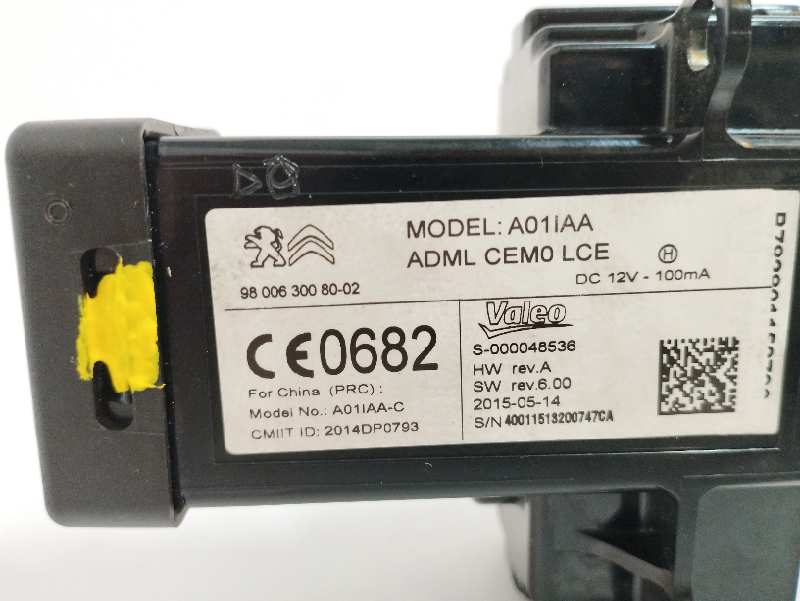 MODEL: A01IAA
ADML CEM0 LCE
H
DC 12V - 100mA
98 006 300 80-02
Valeo
CE0682
S-000048536
HW rev.A
SW rev.6.00
2015-05-14
S/N 40011513200747CA
For China (PRC):
Model No.: A01IAA-C
CMIIT ID: 2014DP0793